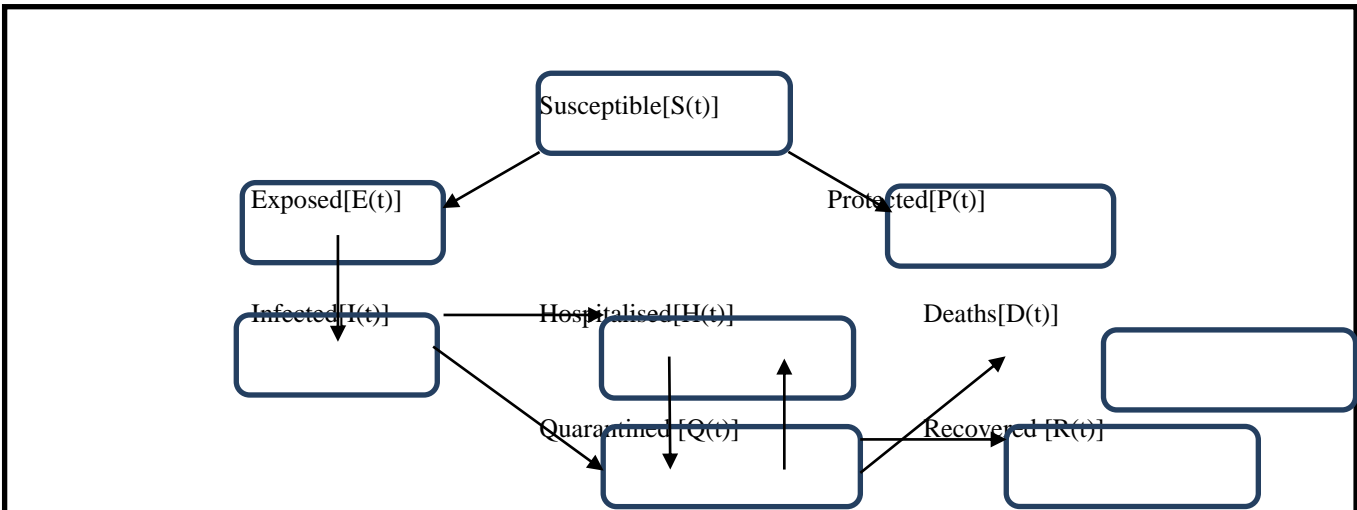 Susceptible[S(t)]
Exposed[E(t)] Protected[P(t)]
Infected[I(t)] Hospitalised[H(t)] Deaths[D(t)]
Quarantined [Q(t)] Recovered [R(t)]